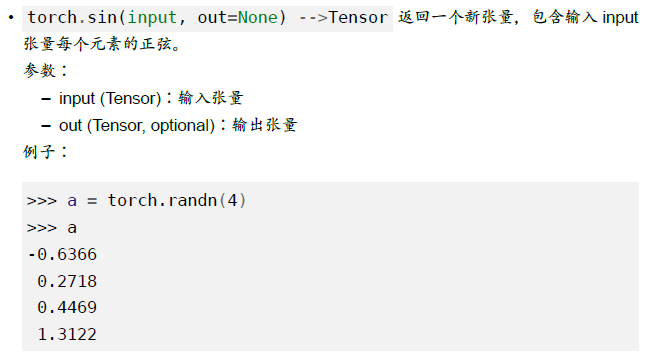 • torch.sin(input, out=None) -->Tensor 返回一个新张量，包含输入 input
张量每个元素的正弦。
参数：
– input (Tensor)：输入张量
– out (Tensor, optional)：输出张量
例子：
>>> a = torch.randn(4)
>>> a
-0.6366
0.2718
0.4469
1.3122